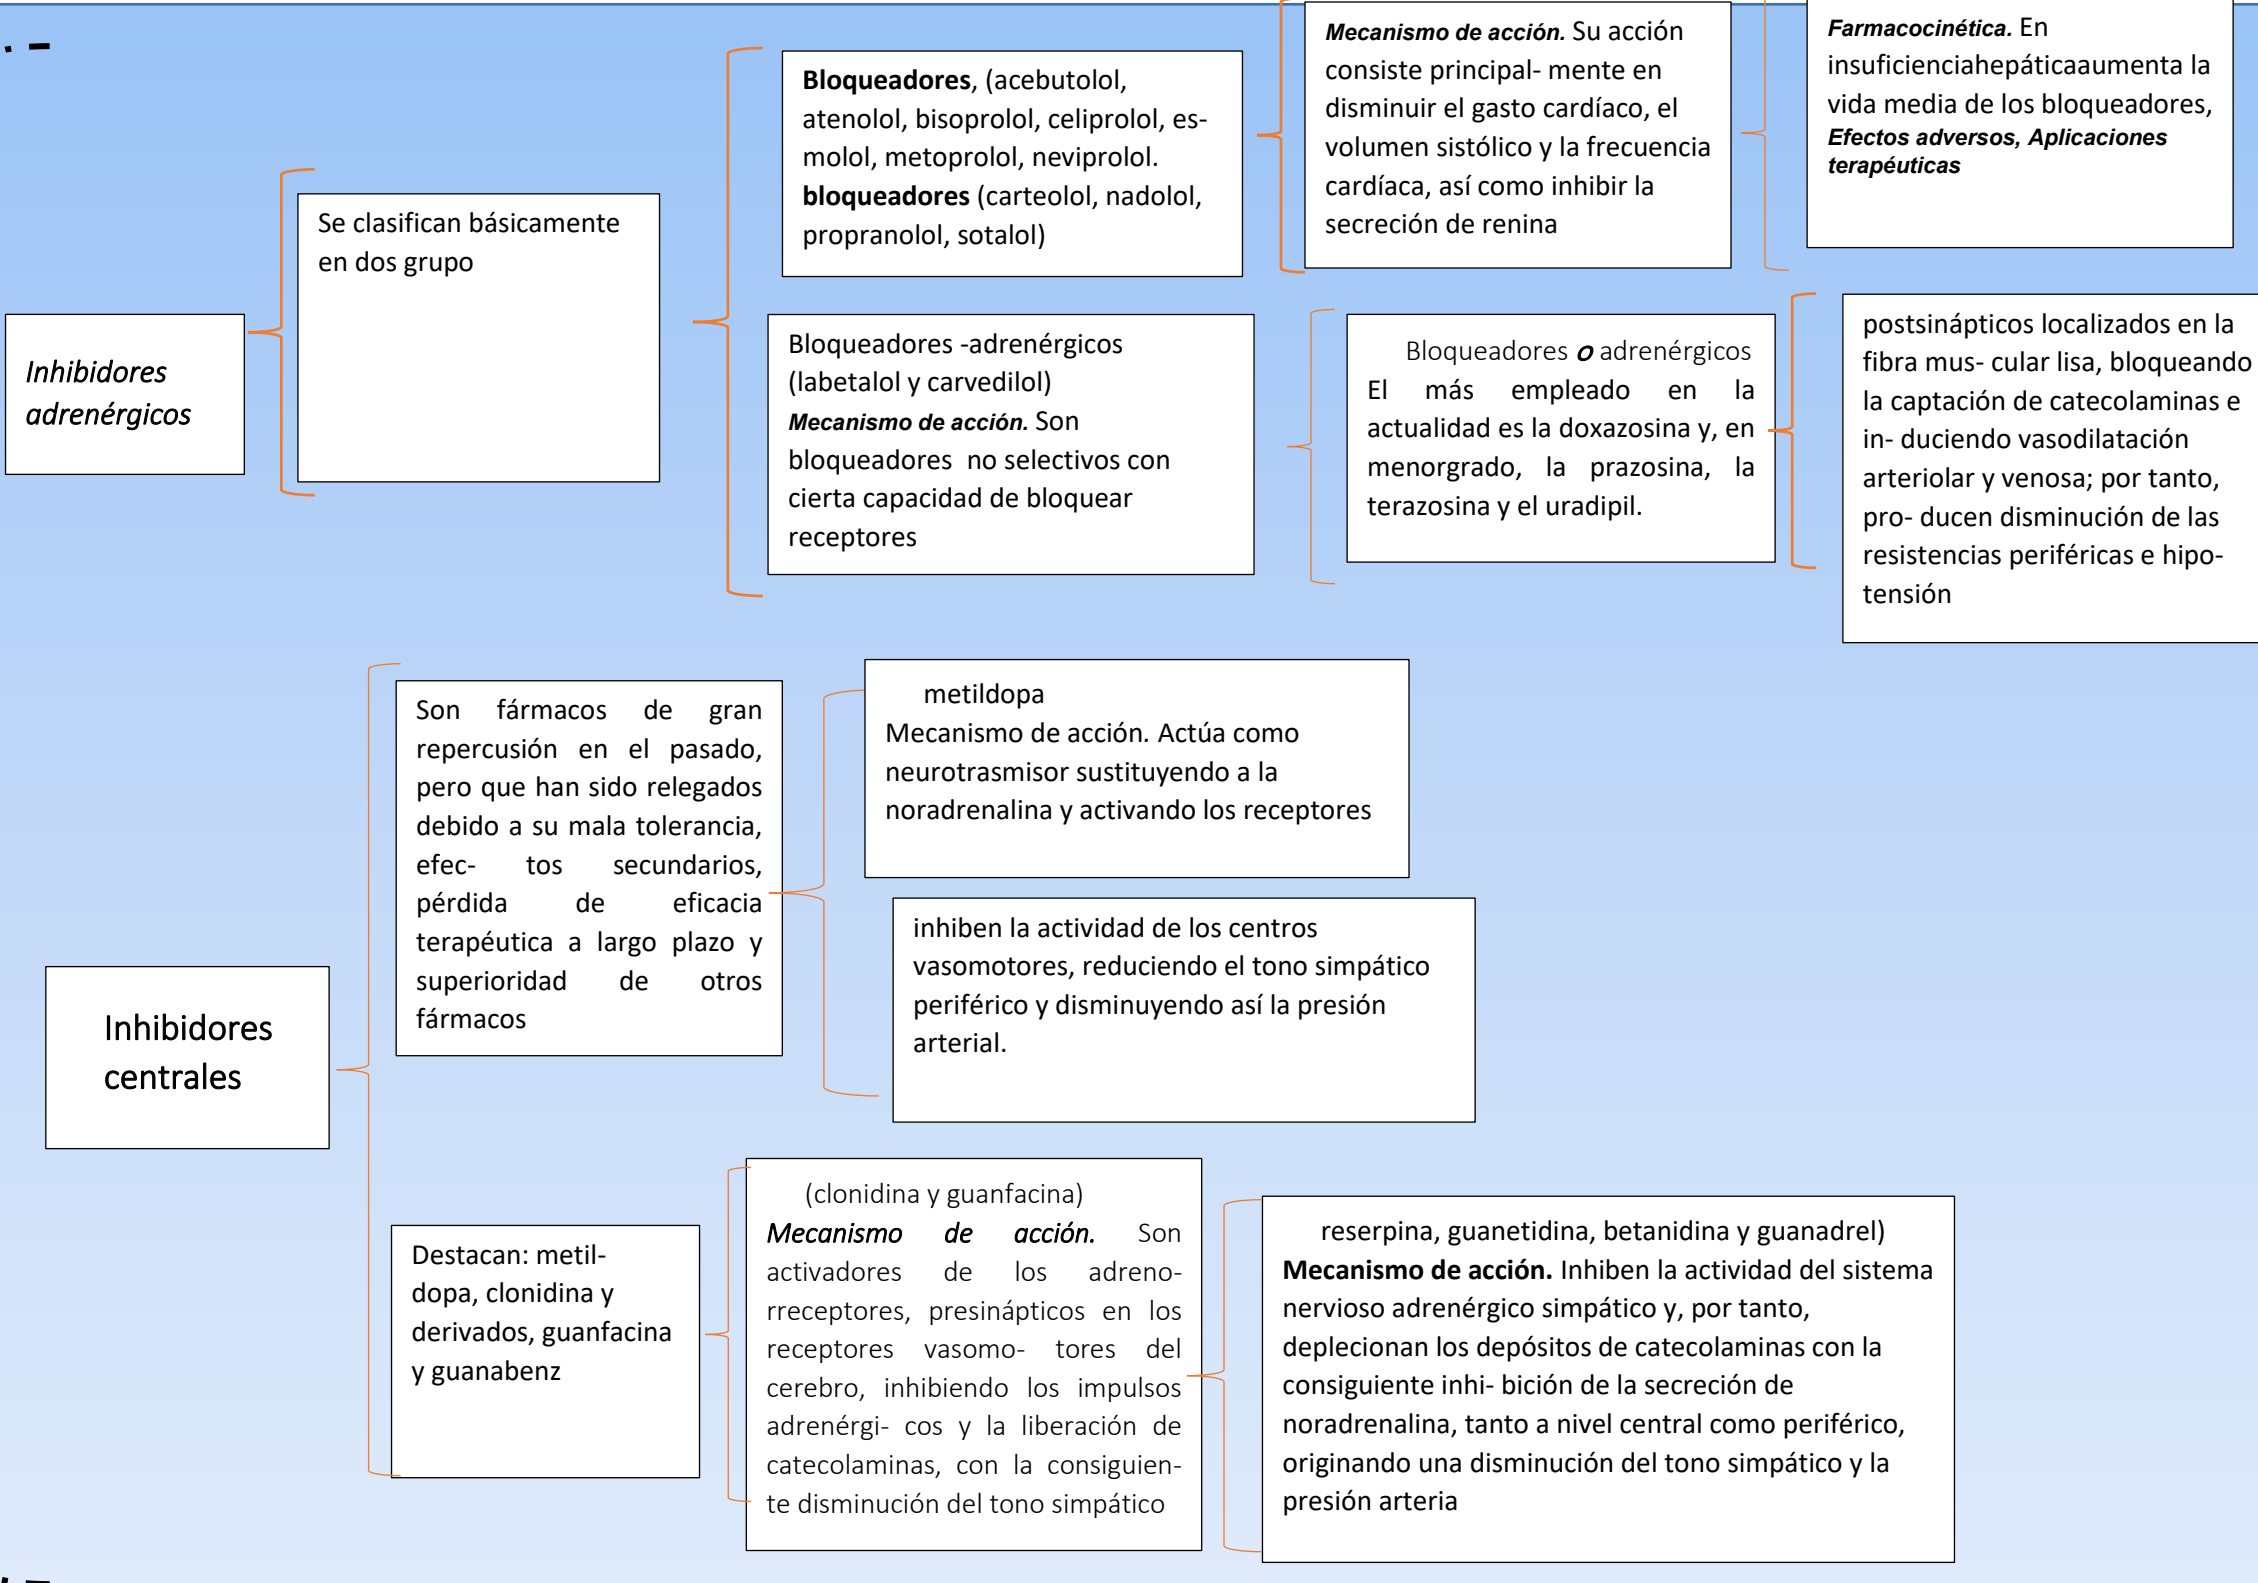 Inhibidores
adrenérgicos
Se clasifican básicamente
en dos grupo
Bloqueadores, (acebutolol,
atenolol, bisoprolol, celiprolol, es-
molol, metoprolol, neviprolol.
bloqueadores (carteolol, nadolol,
propranolol, sotalol)
Mecanismo de acción. Su acción
consiste principal- mente en
disminuir el gasto cardíaco, el
volumen sistólico y la frecuencia
cardíaca, así como inhibir la
secreción de renina
Farmacocinética. En
insuficienciahepáticaaumenta la
vida media de los bloqueadores,
Efectos adversos, Aplicaciones
terapéuticas
Bloqueadores -adrenérgicos
(labetalol y carvedilol)
Mecanismo de acción. Son
bloqueadores  no selectivos con
cierta capacidad de bloquear
receptores
Bloqueadores o adrenérgicos
El más empleado en la
actualidad es la doxazosina y, en
menorgrado, la prazosina, la
terazosina y el uradipil.
postsinápticos localizados en la
fibra mus- cular lisa, bloqueando
la captación de catecolaminas e
in- duciendo vasodilatación
arteriolar y venosa; por tanto,
pro- ducen disminución de las
resistencias periféricas e hipo-
tensión
Inhibidores
centrales
Son fármacos de gran
repercusión en el pasado,
pero que han sido relegados
debido a su mala tolerancia,
efec- tos secundarios,
pérdida de eficacia
terapéutica a largo plazo y
superioridad de otros
fármacos
metildopa
Mecanismo de acción. Actúa como
neurotrasmisor sustituyendo a la
noradrenalina y activando los receptores
inhiben la actividad de los centros
vasomotores, reduciendo el tono simpático
periférico y disminuyendo así la presión
arterial.
Destacan: metil-
dopa, clonidina y
derivados, guanfacina
y guanabenz
(clonidina y guanfacina)
Mecanismo de acción. Son
activadores de los adreno-
rreceptores, presinápticos en los
receptores vasomo- tores del
cerebro, inhibiendo los impulsos
adrenérgi- cos y la liberación de
catecolaminas, con la consiguien-
te disminución del tono simpático
reserpina, guanetidina, betanidina y guanadrel)
Mecanismo de acción. Inhiben la actividad del sistema
nervioso adrenérgico simpático y, por tanto,
deplecionan los depósitos de catecolaminas con la
consiguiente inhi- bición de la secreción de
noradrenalina, tanto a nivel central como periférico,
originando una disminución del tono simpático y la
presión arteria